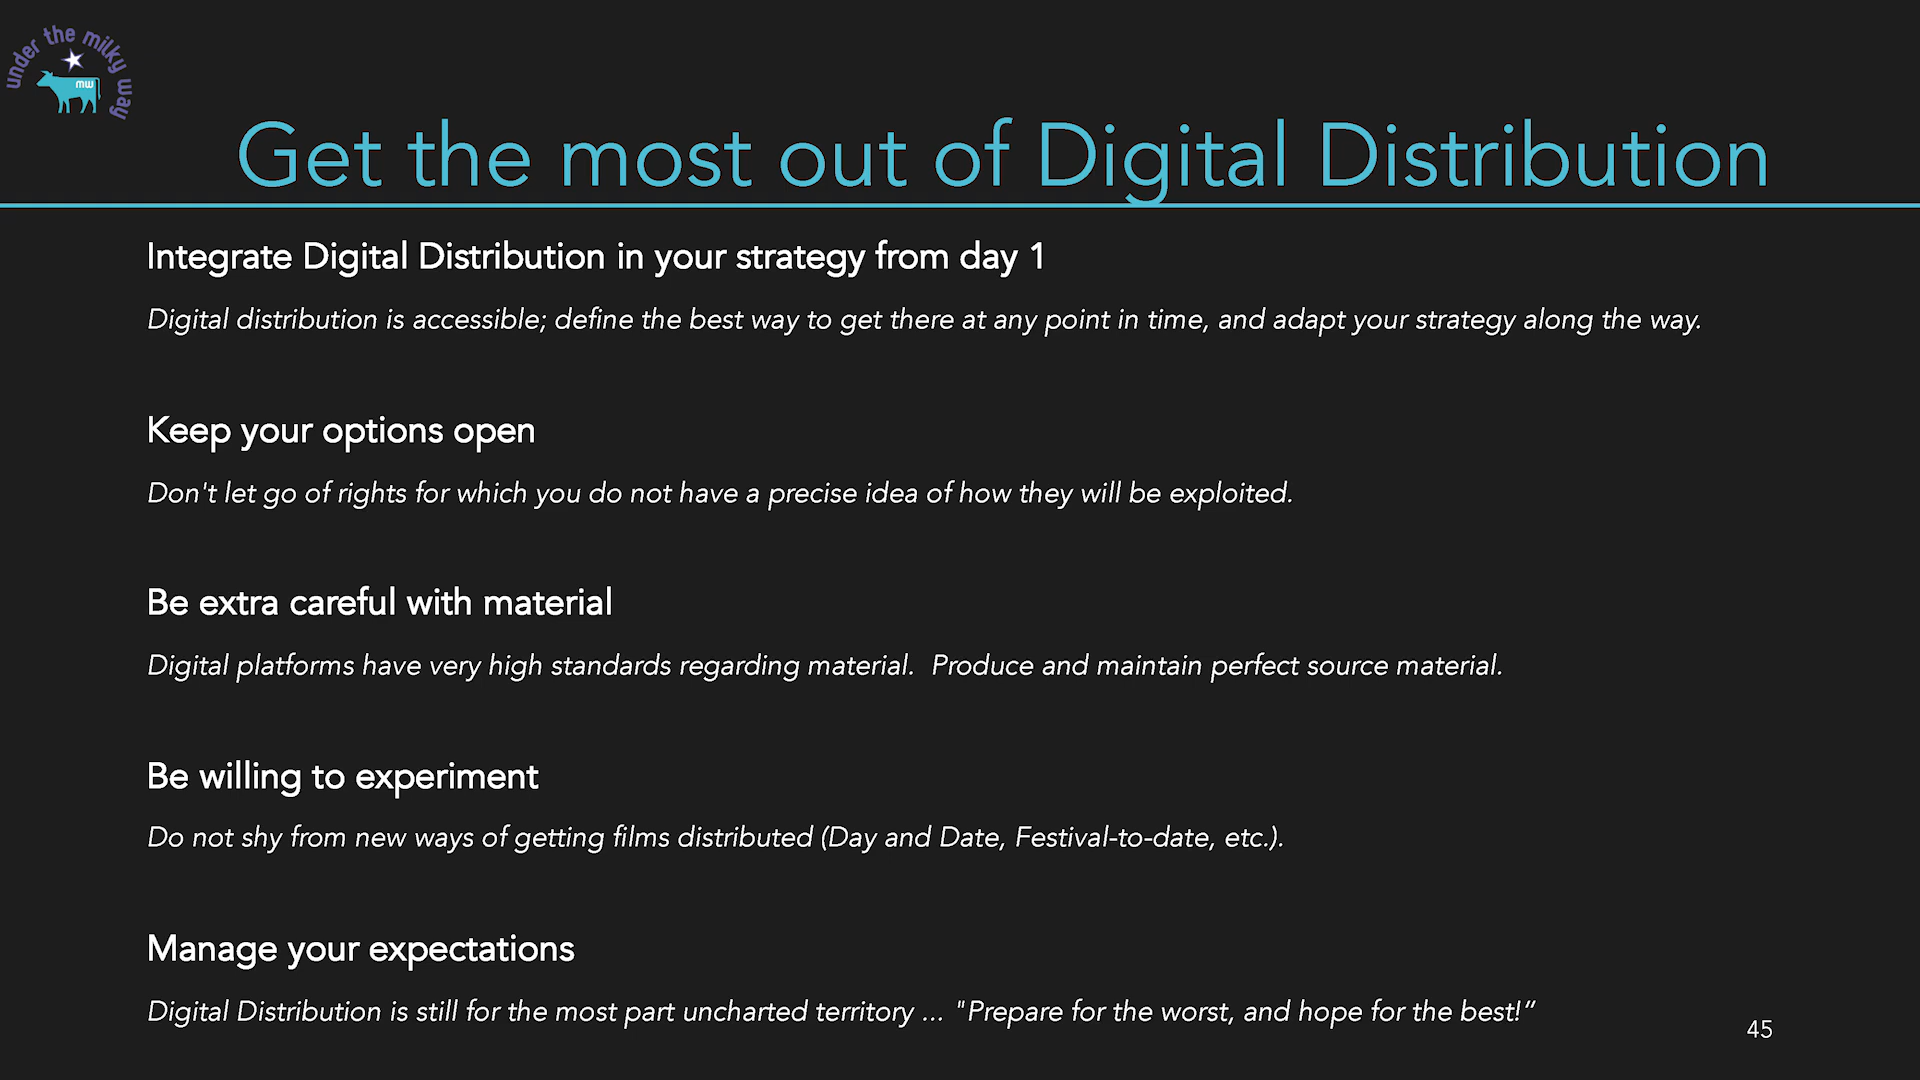 under the milky way
mw
Get the most out of Digital Distribution
Integrate Digital Distribution in your strategy from day 1
Digital distribution is accessible; define the best way to get there at any point in time, and adapt your strategy along the way.
Keep your options open
Don't let go of rights for which you do not have a precise idea of how they will be exploited.
Be extra careful with material
Digital platforms have very high standards regarding material.  Produce and maintain perfect source material.
Be willing to experiment
Do not shy from new ways of getting films distributed (Day and Date, Festival-to-date, etc.).
Manage your expectations
Digital Distribution is still for the most part uncharted territory ... "Prepare for the worst, and hope for the best!”
45